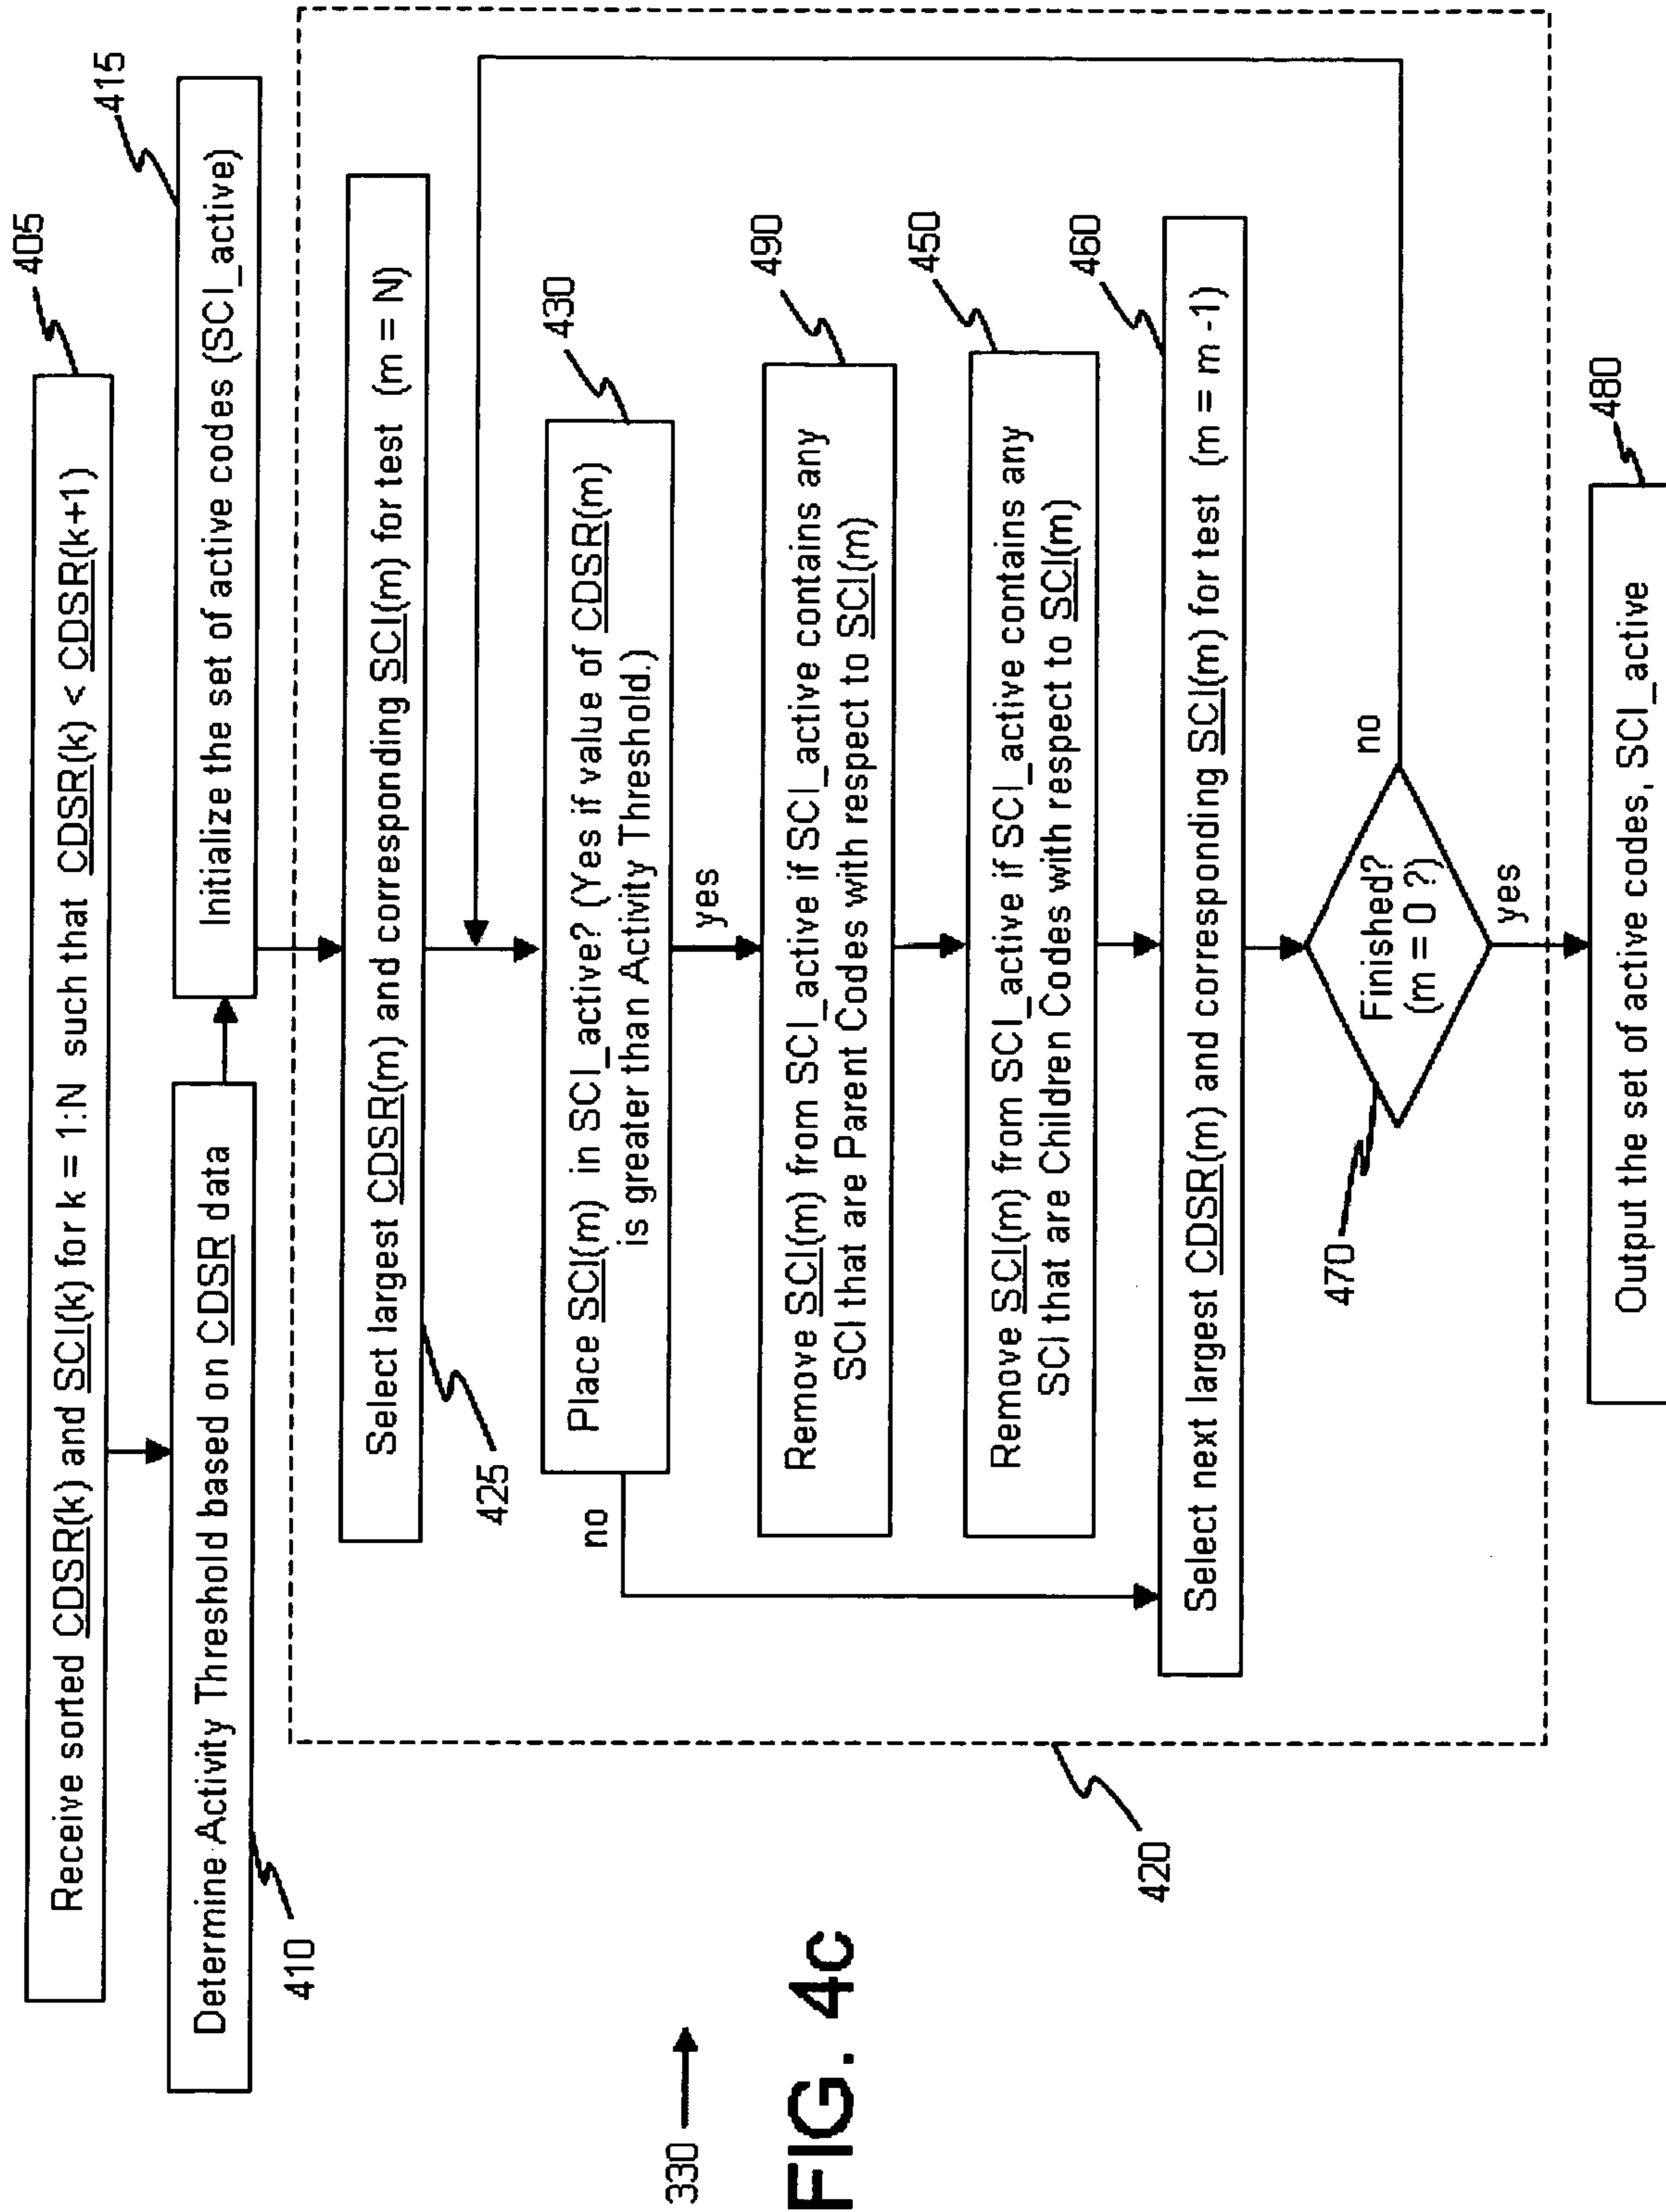 405
Receive sorted CDSR(k) and SCI(k) for k = 1:N such that CDSR(k) < CDSR(k+1)
415
Determine Activity Threshold based on CDSR data
Initialize the set of active codes (SCI_active)
410
Select largest CDSR(m) and corresponding SCI(m) for test (m = N)
425
430
Place SCI(m) in SCI_active? (Yes if value of CDSR(m)
is greater than Activity Threshold.)
no
yes
490
Remove SCI(m) from SCI_active if SCI_active contains any
SCI that are Parent Codes with respect to SCI(m)
450
Remove SCI(m) from SCI_active if SCI_active contains any
SCI that are Children Codes with respect to SCI(m)
460
Select next largest CDSR(m) and corresponding SCI(m) for test (m = m -1)
470
Finished?
(m = 0 ?)
no
yes
420
480
Output the set of active codes, SCI_active
330
FIG. 4c